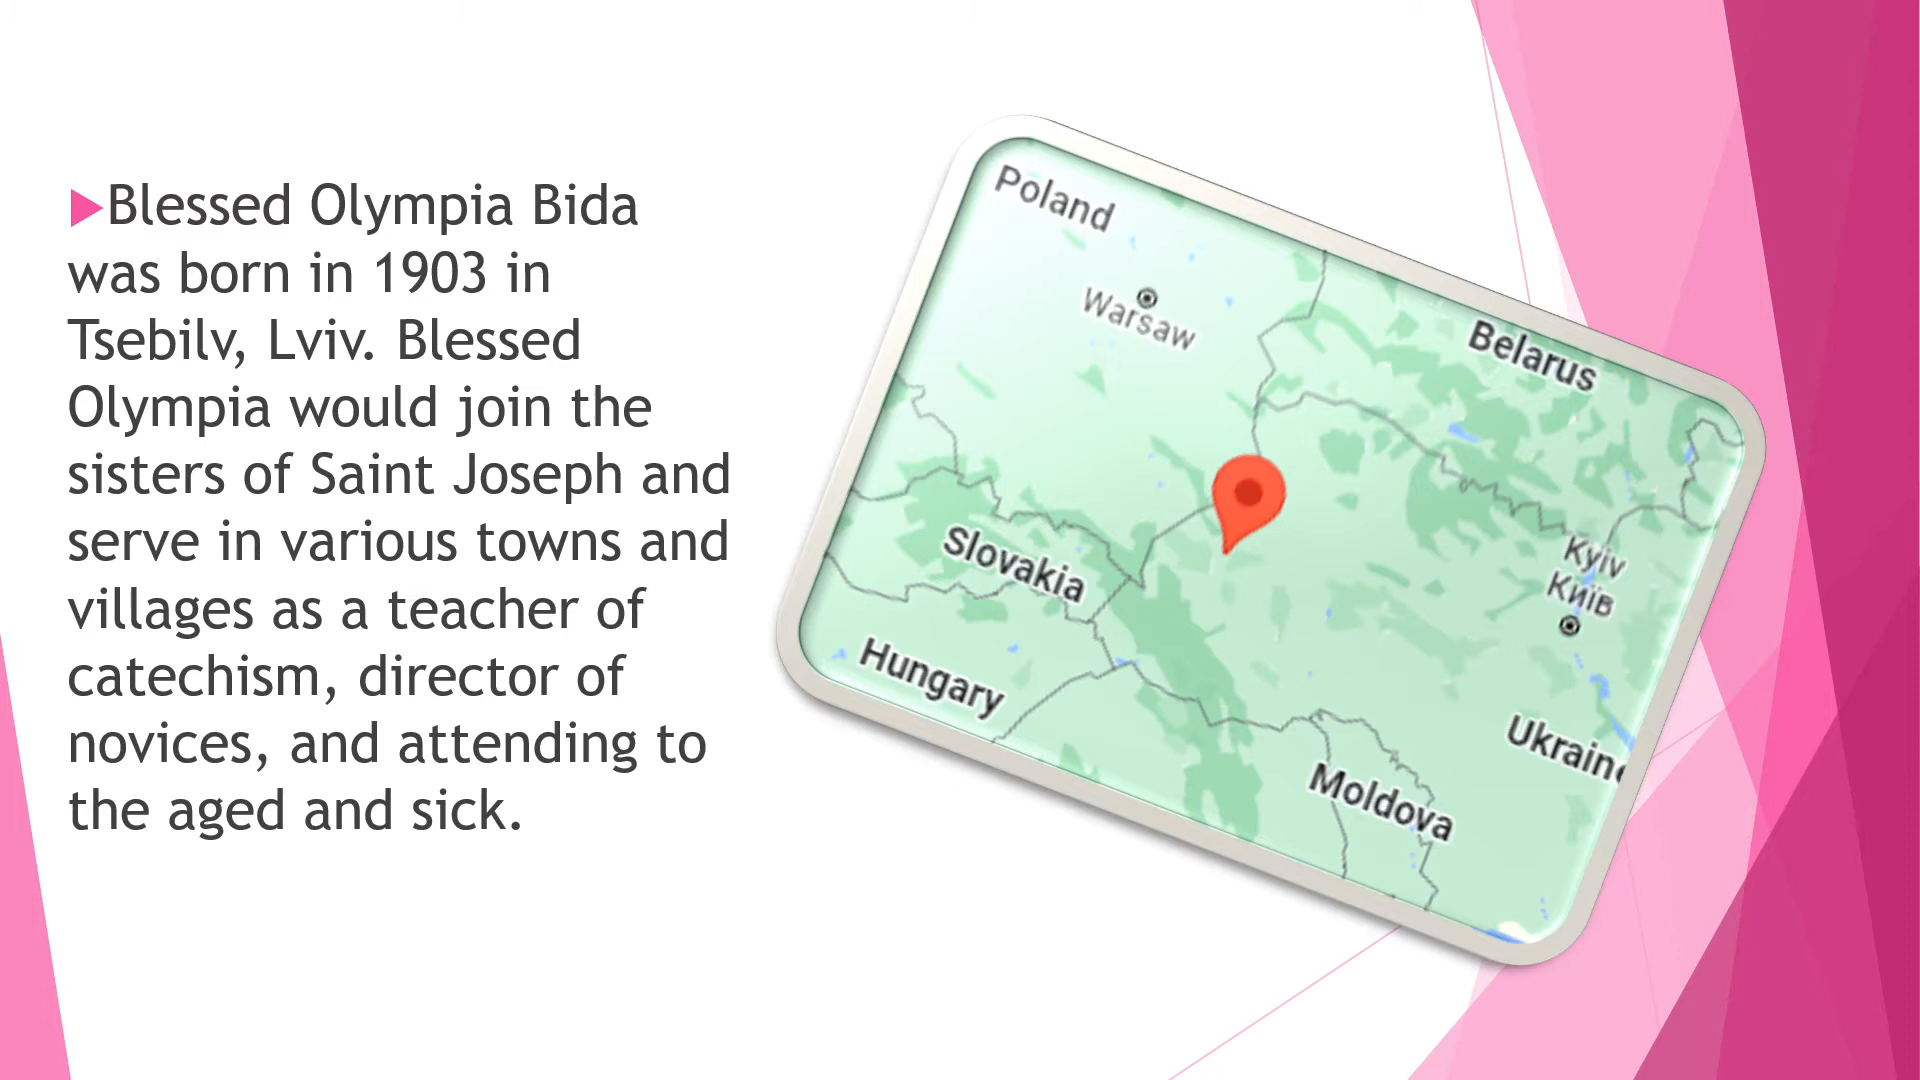 Blessed Olympia Bida
was born in 1903 in
Tsebilv, Lviv. Blessed
Olympia would join the
sisters of Saint Joseph and
serve in various towns and
villages as a teacher of
catechism, director of
novices, and attending to
the aged and sick.
Poland
Warsaw
Belarus
Slovakia
Kyiv
Київ
Hungary
Ukraine
Moldova